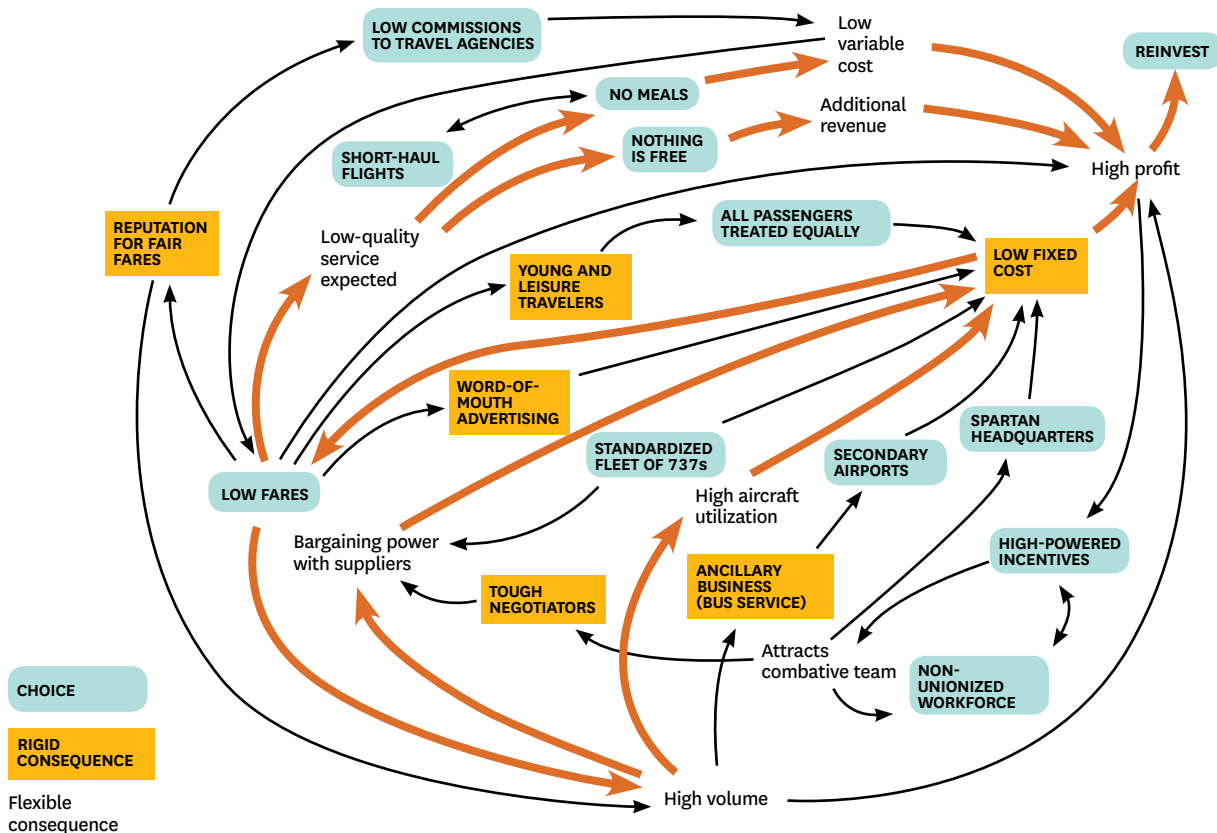 LOW COMMISSIONS
TO TRAVEL AGENCIES
Low
variable
cost
REINVEST
NO MEALS
Additional
revenue
SHORT-HAUL
FLIGHTS
NOTHING
IS FREE
High profit
REPUTATION
FOR FAIR
FARES
Low-quality
service
expected
ALL PASSENGERS
TREATED EQUALLY
YOUNG AND
LEISURE
TRAVELERS
LOW FIXED
COST
WORD-OF-
MOUTH
ADVERTISING
STANDARDIZED
FLEET OF 737s
SECONDARY
AIRPORTS
SPARTAN
HEADQUARTERS
LOW FARES
High aircraft
utilization
Bargaining power
with suppliers
HIGH-POWERED
INCENTIVES
TOUGH
NEGOTIATORS
ANCILLARY
BUSINESS
(BUS SERVICE)
Attracts
combative team
NON-
UNIONIZED
WORKFORCE
CHOICE
RIGID
CONSEQUENCE
Flexible
consequence
High volume